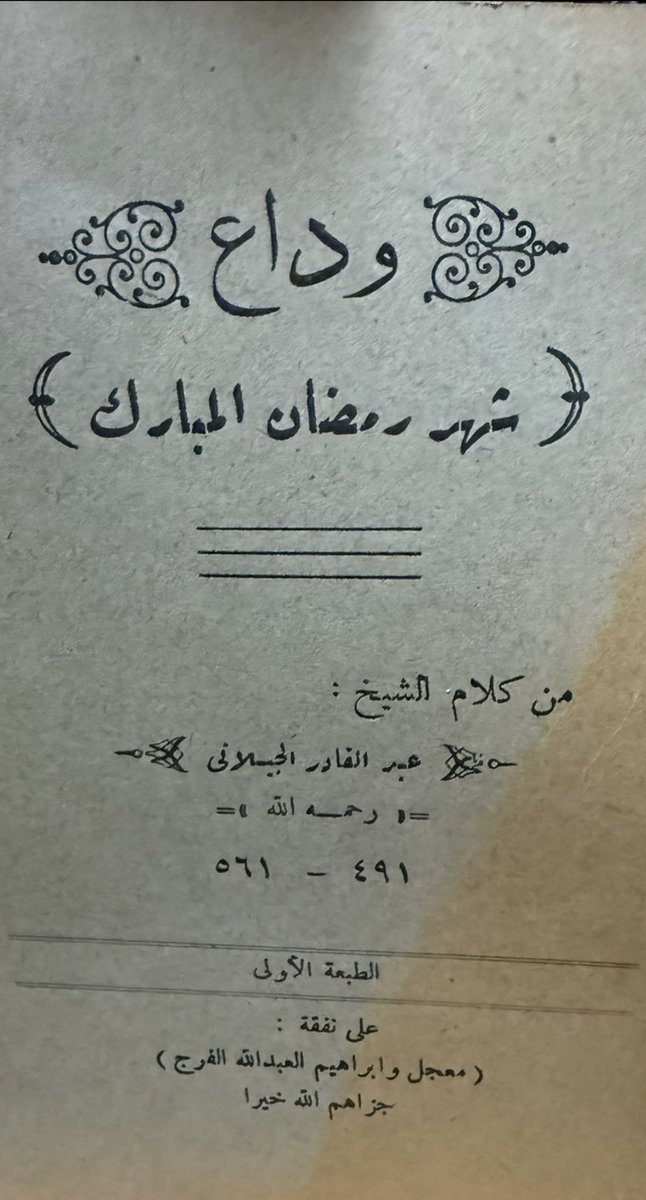 وداع
( شهر رمضان المبارك )
من كلام الشيخ :
عبد القادر الجيلاني
=( رحمه الله )=
٤٩١ - ٥٦١
الطبعة الأولى
على نفقة :
( معجل وابراهيم العبدالله الفرج )
جزاهم الله خيرا